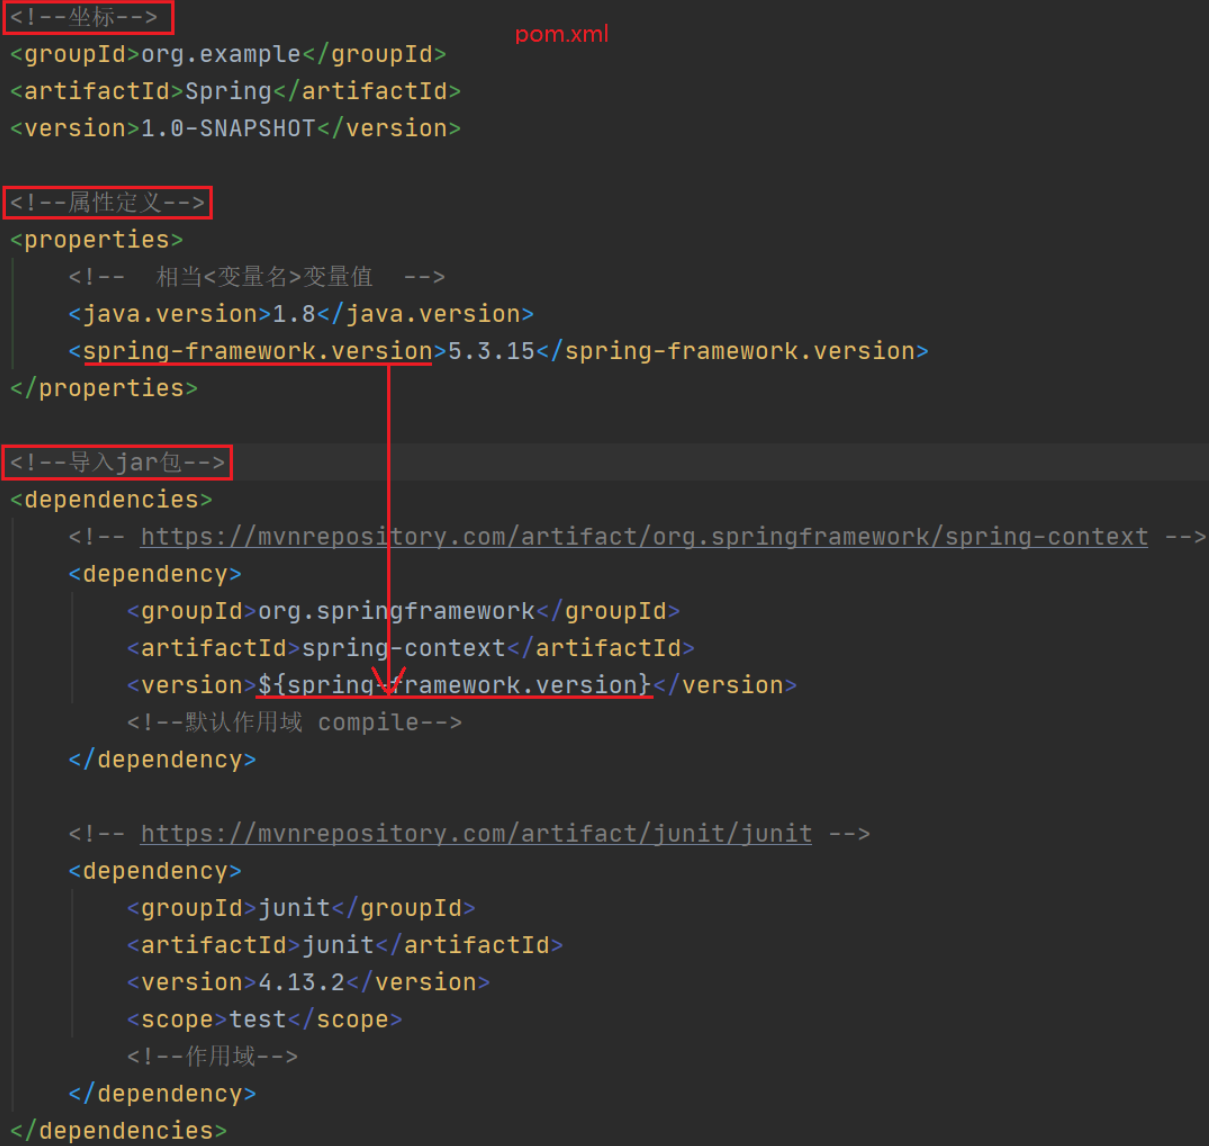 <!--坐标-->
pom.xml
<groupId>org.example</groupId>
<artifactId>Spring</artifactId>
<version>1.0-SNAPSHOT</version>
<!--属性定义-->
<properties>
<!--  相当<变量名>变量值  -->
<java.version>1.8</java.version>
<spring-framework.version>5.3.15</spring-framework.version>
</properties>
<!--导入jar包-->
<dependencies>
<!-- https://mvnrepository.com/artifact/org.springframework/spring-context -->
<dependency>
<groupId>org.springframework</groupId>
<artifactId>spring-context</artifactId>
<version>${spring-framework.version}</version>
<!--默认作用域 compile-->
</dependency>
<!-- https://mvnrepository.com/artifact/junit/junit -->
<dependency>
<groupId>junit</groupId>
<artifactId>junit</artifactId>
<version>4.13.2</version>
<scope>test</scope>
<!--作用域-->
</dependency>
</dependencies>